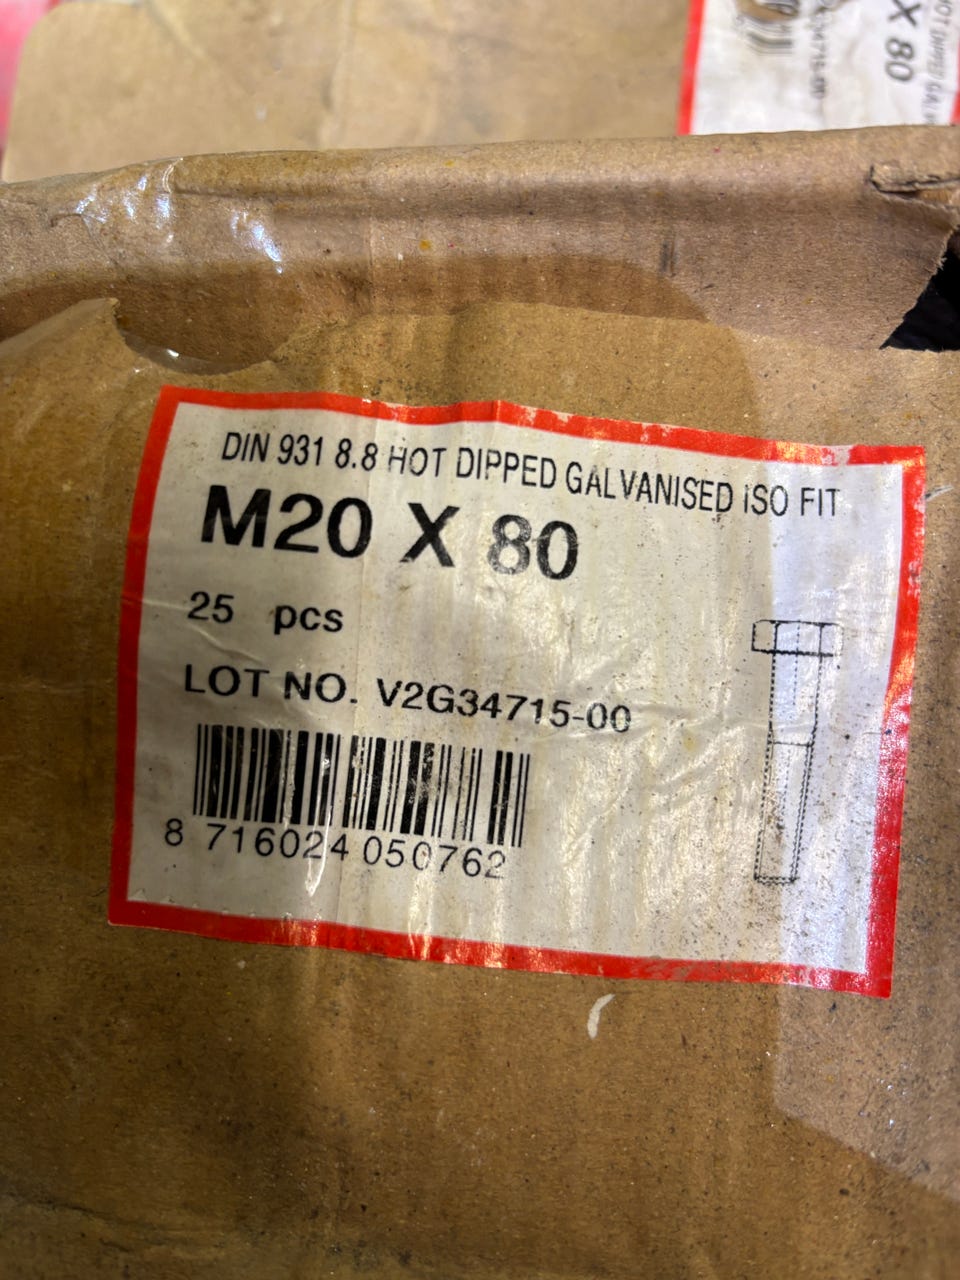 X 80
DIN 931 8.8 HOT DIPPED GALVANISED ISO FIT
M20 X 80
25 pcs
LOT NO. V2G34715-00
8 716024 050762